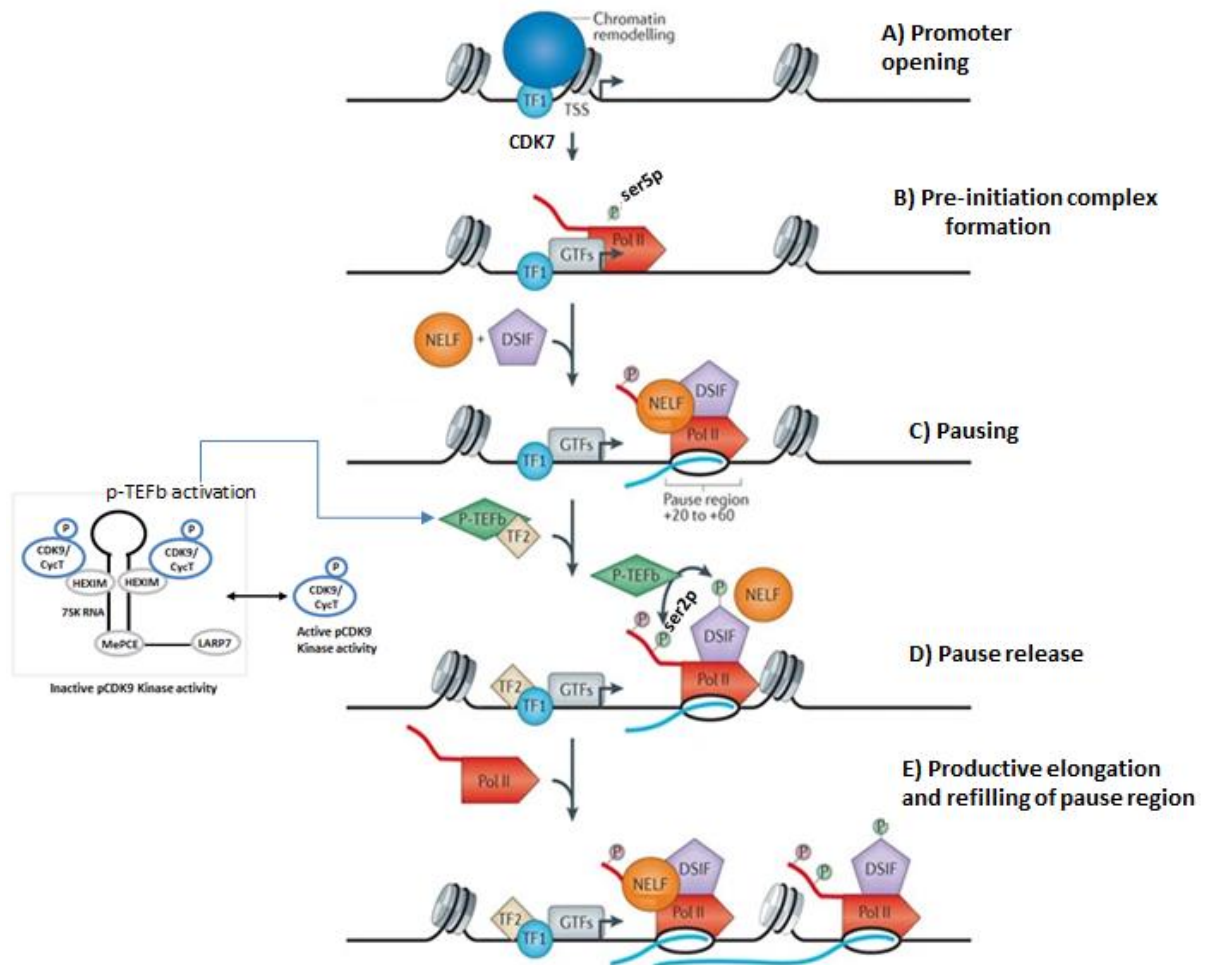 Chromatin
remodelling
A) Promoter
opening
TF1
TSS
CDK7
ser5p
P
B) Pre-initiation complex
formation
Pol II
GTFs
TF1
NELF
+
DSIF
P
NELF
DSIF
Pol II
GTFs
TF1
C) Pausing
Pause region
+20 to +60
p-TEFb activation
P
P
CDK9/
CycT
CDK9/
CycT
HEXIM
HEXIM
7SK RNA
MePCE
LARP7
Inactive pCDK9 Kinase activity
P
CDK9/
CycT
Active pCDK9
Kinase activity
P-TEFb
TF2
P-TEFb
P
NELF
P
P
ser2p
DSIF
D) Pause release
TF2
GTFs
TF1
Pol II
Pol II
E) Productive elongation
and refilling of pause region
P
NELF
DSIF
Pol II
P
P
P
DSIF
Pol II
TF2
GTFs
TF1